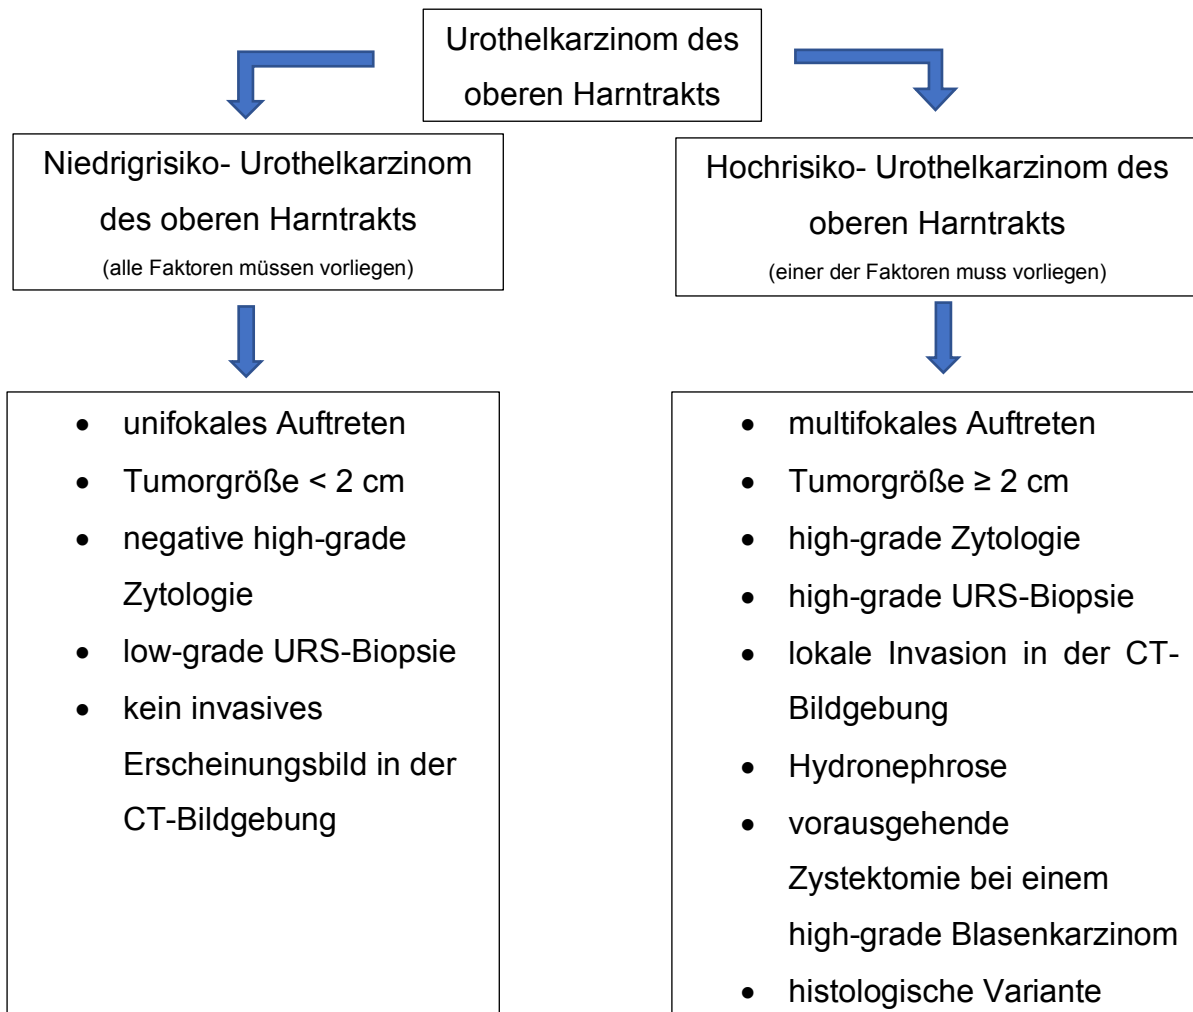 Urothelkarzinom des
oberen Harntrakts
Niedrigrisiko- Urothelkarzinom
des oberen Harntrakts
(alle Faktoren müssen vorliegen)
Hochrisiko- Urothelkarzinom des
oberen Harntrakts
(einer der Faktoren muss vorliegen)
• unifokales Auftreten
• Tumorgröße < 2 cm
• negative high-grade
Zytologie
• low-grade URS-Biopsie
• kein invasives
Erscheinungsbild in der
CT-Bildgebung
• multifokales Auftreten
• Tumorgröße ≥ 2 cm
• high-grade Zytologie
• high-grade URS-Biopsie
• lokale Invasion in der CT-
Bildgebung
• Hydronephrose
• vorausgehende
Zystektomie bei einem
high-grade Blasenkarzinom
• histologische Variante